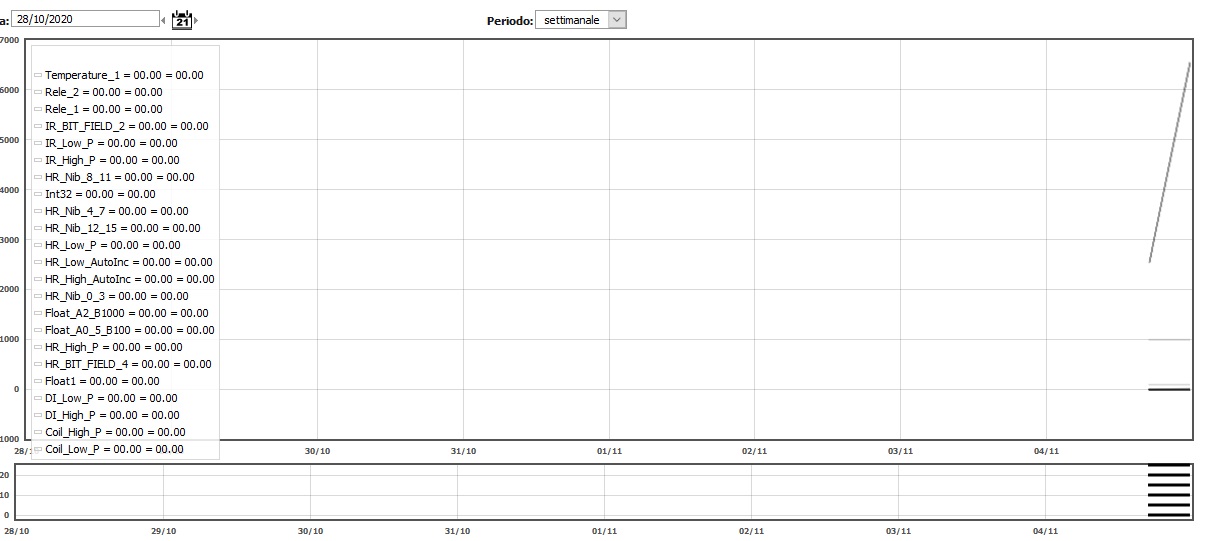 a: 28/10/2020 21 Periodo: settimanale
7000
6000
5000
4000
3000
2000
1000
0
1000
Temperature_1 = 00.00 = 00.00
Rele_2 = 00.00 = 00.00
Rele_1 = 00.00 = 00.00
IR_BIT_FIELD_2 = 00.00 = 00.00
IR_Low_P = 00.00 = 00.00
IR_High_P = 00.00 = 00.00
HR_Nib_8_11 = 00.00 = 00.00
Int32 = 00.00 = 00.00
HR_Nib_4_7 = 00.00 = 00.00
HR_Nib_12_15 = 00.00 = 00.00
HR_Low_P = 00.00 = 00.00
HR_Low_AutoInc = 00.00 = 00.00
HR_High_AutoInc = 00.00 = 00.00
HR_Nib_0_3 = 00.00 = 00.00
Float_A2_B1000 = 00.00 = 00.00
Float_A0_5_B100 = 00.00 = 00.00
HR_High_P = 00.00 = 00.00
HR_BIT_FIELD_4 = 00.00 = 00.00
Float1 = 00.00 = 00.00
DI_Low_P = 00.00 = 00.00
DI_High_P = 00.00 = 00.00
Coil_High_P = 00.00 = 00.00
Coil_Low_P = 00.00 = 00.00
28/ 30/10 31/10 01/11 02/11 03/11 04/11
20
10
0
28/10 29/10 30/10 31/10 01/11 02/11 03/11 04/11